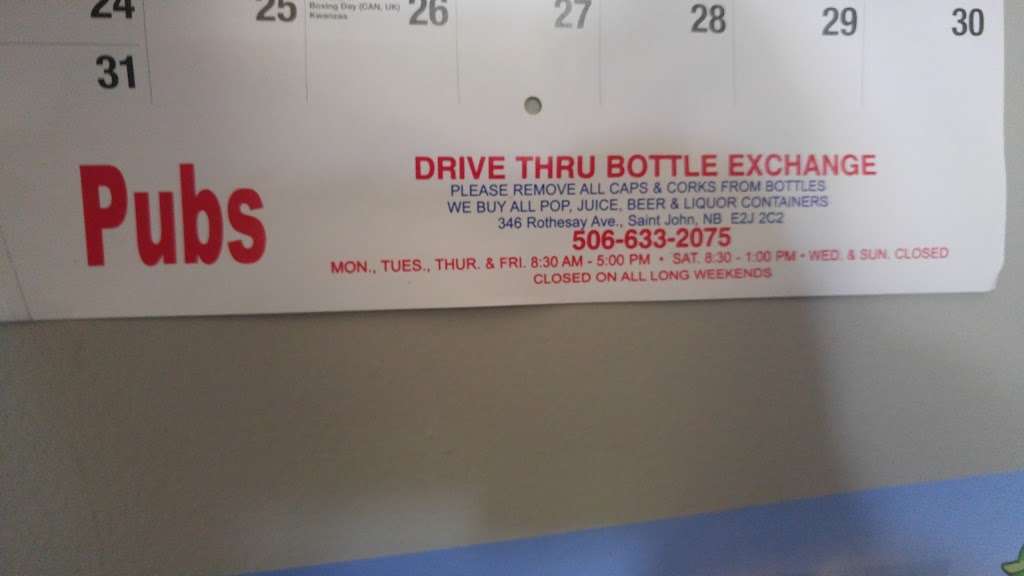 24 25 Boxing Day (CAN, UK) 26 27 28 29 30
Kwanzaa
31
Pubs
DRIVE THRU BOTTLE EXCHANGE
PLEASE REMOVE ALL CAPS & CORKS FROM BOTTLES
WE BUY ALL POP, JUICE, BEER & LIQUOR CONTAINERS
346 Rothesay Ave., Saint John, NB E2J 2C2
506-633-2075
MON., TUES., THUR. & FRI. 8:30 AM - 5:00 PM • SAT. 8:30 - 1:00 PM • WED. & SUN. CLOSED
CLOSED ON ALL LONG WEEKENDS